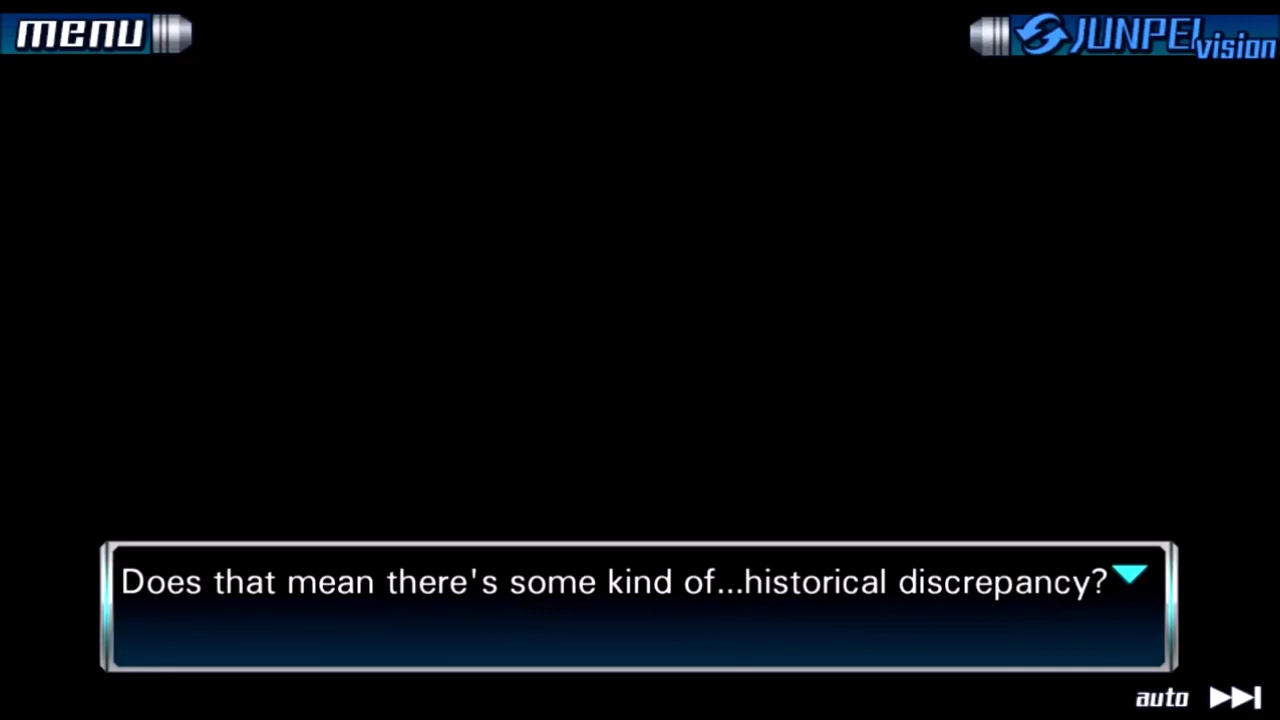 menu
JUNPEI vision
Does that mean there's some kind of...historical discrepancy?
auto